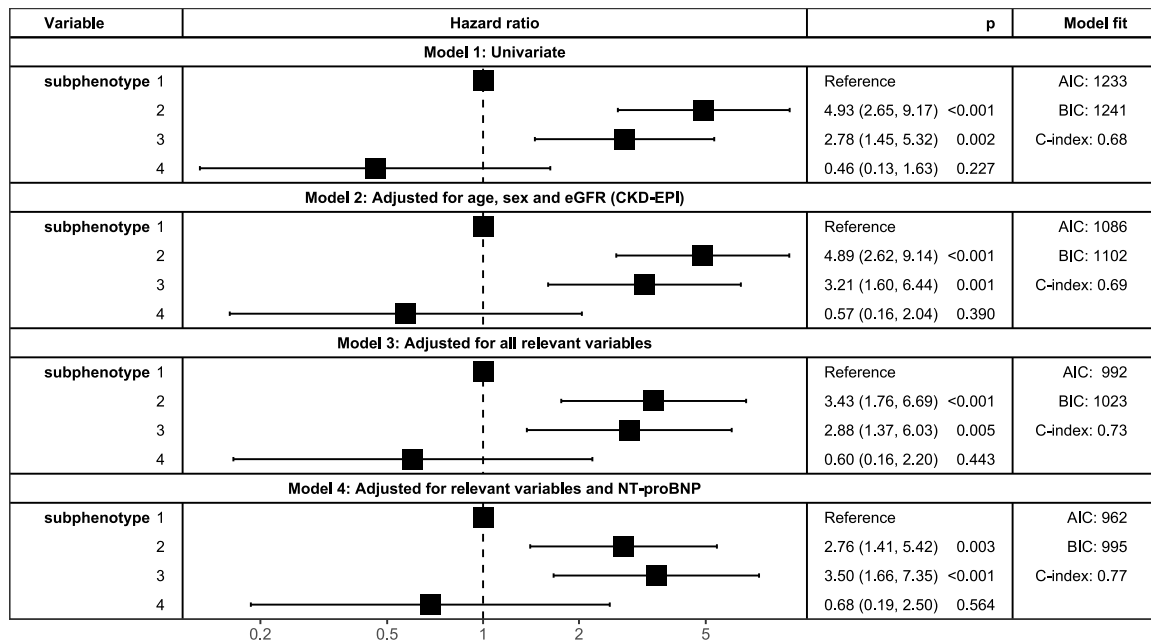 Variable Hazard ratio p Model fit
Model 1: Univariate
subphenotype 1 Reference AIC: 1233
2 4.93 (2.65, 9.17) <0.001 BIC: 1241
3 2.78 (1.45, 5.32) 0.002 C-index: 0.68
4 0.46 (0.13, 1.63) 0.227
Model 2: Adjusted for age, sex and eGFR (CKD-EPI)
subphenotype 1 Reference AIC: 1086
2 4.89 (2.62, 9.14) <0.001 BIC: 1102
3 3.21 (1.60, 6.44) 0.001 C-index: 0.69
4 0.57 (0.16, 2.04) 0.390
Model 3: Adjusted for all relevant variables
subphenotype 1 Reference AIC: 992
2 3.43 (1.76, 6.69) <0.001 BIC: 1023
3 2.88 (1.37, 6.03) 0.005 C-index: 0.73
4 0.60 (0.16, 2.20) 0.443
Model 4: Adjusted for relevant variables and NT-proBNP
subphenotype 1 Reference AIC: 962
2 2.76 (1.41, 5.42) 0.003 BIC: 995
3 3.50 (1.66, 7.35) <0.001 C-index: 0.77
4 0.68 (0.19, 2.50) 0.564
0.2 0.5 1 2 5